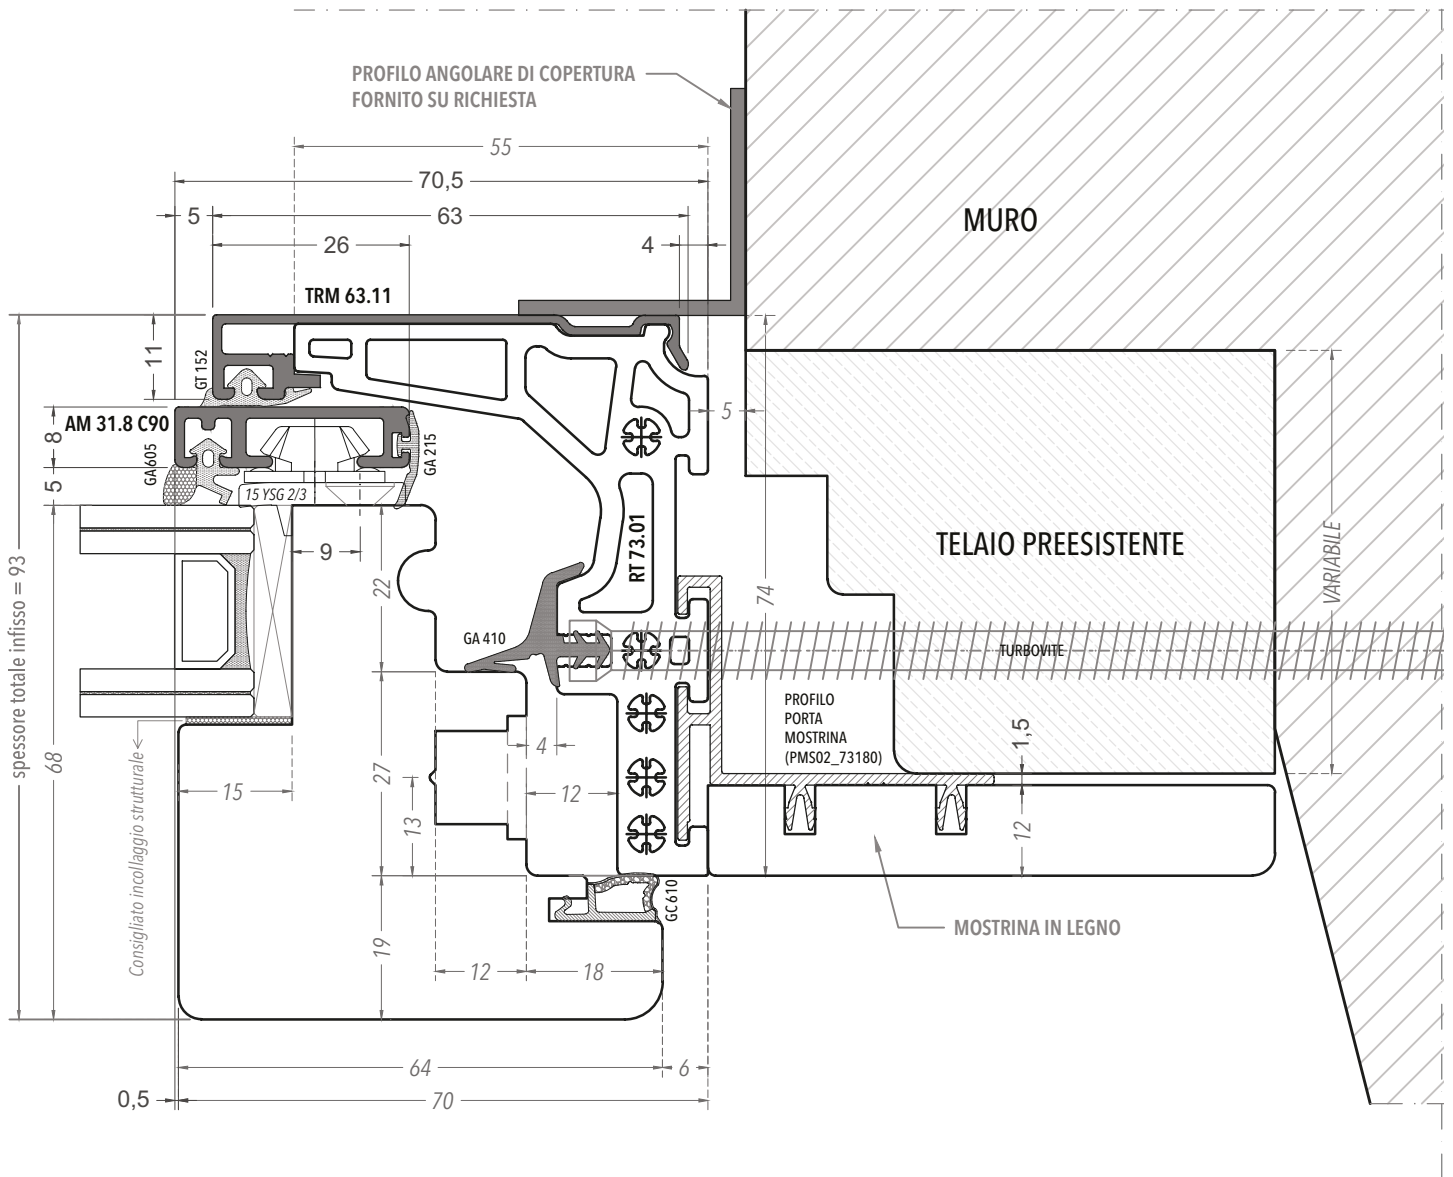 PROFILO ANGOLARE DI COPERTURA
FORNITO SU RICHIESTA
55
70,5
5
63
26
4
MURO
TRM 63.11
11
GT 152
AM 31.8 C90
8
5
GA 605
GA 215
15 YSG 2/3
5
9
RT 73.01
TELAIO PREESISTENTE
VARIABILE
22
74
GA 410
TURBOVITE
spessore totale infisso = 93
68
Consigliato incollaggio strutturale
PROFILO
PORTA
MOSTRINA
(PMS02_73180)
1,5
4
27
15
12
13
12
GC 610
MOSTRINA IN LEGNO
19
12
18
64
6
0,5
70